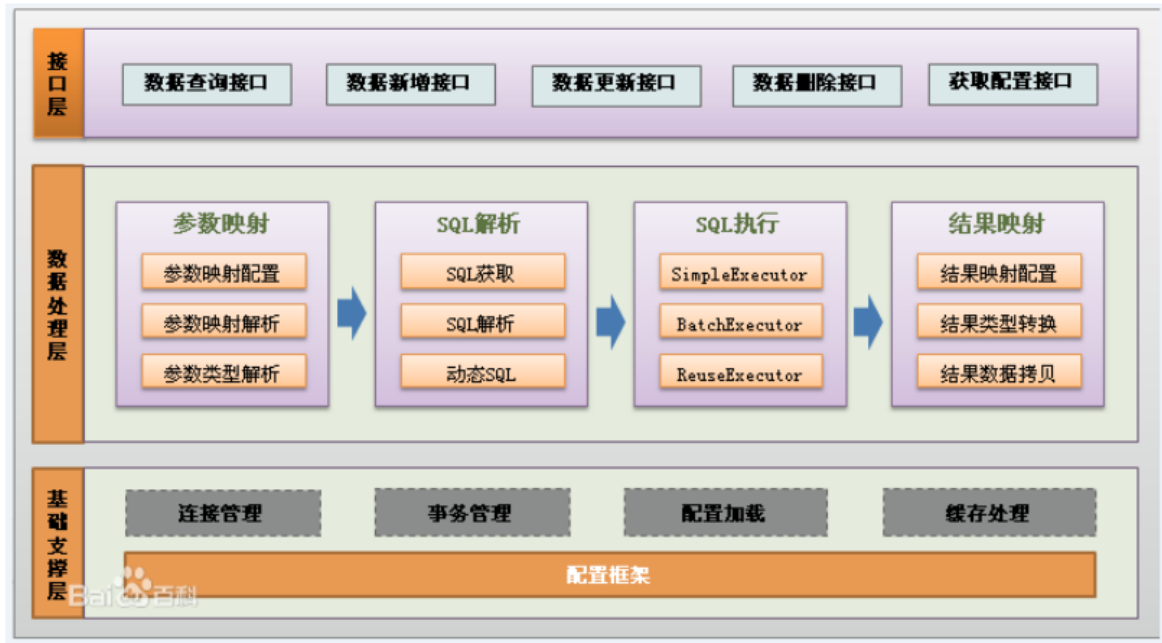 接口层
数据查询接口
数据新增接口
数据更新接口
数据删除接口
获取配置接口
数据处理层
参数映射
参数映射配置
参数映射解析
参数类型解析
SQL解析
SQL获取
SQL解析
动态SQL
SQL执行
SimpleExecutor
BatchExecutor
ReuseExecutor
结果映射
结果映射配置
结果类型转换
结果数据拷贝
基础支撑层
连接管理
事务管理
配置加载
缓存处理
配置框架
Bai百科